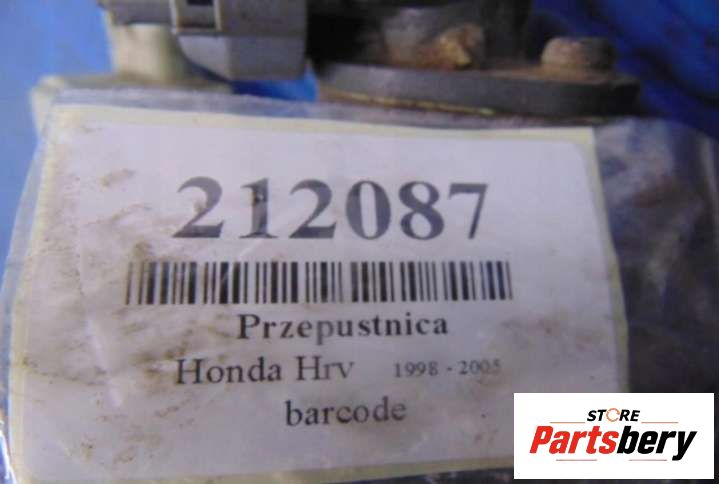 212087
Przepustnica
Honda Hrv 1998 - 2005
barcode
STORE
Partsbery